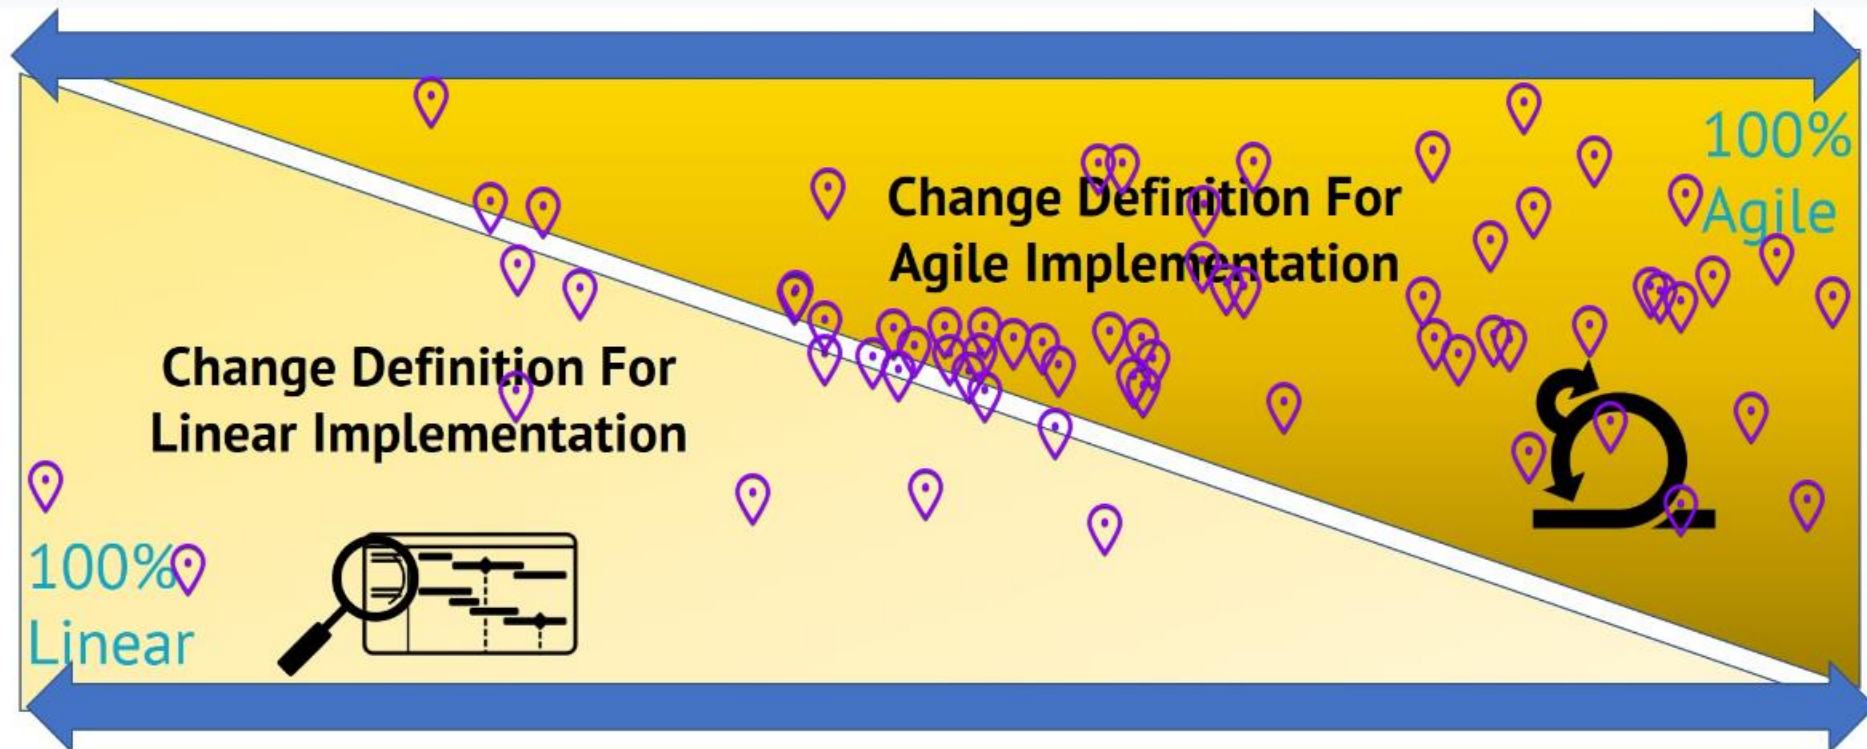 100%
Agile
Change Definition For
Agile Implementation
Change Definition For
Linear Implementation
100%
Linear